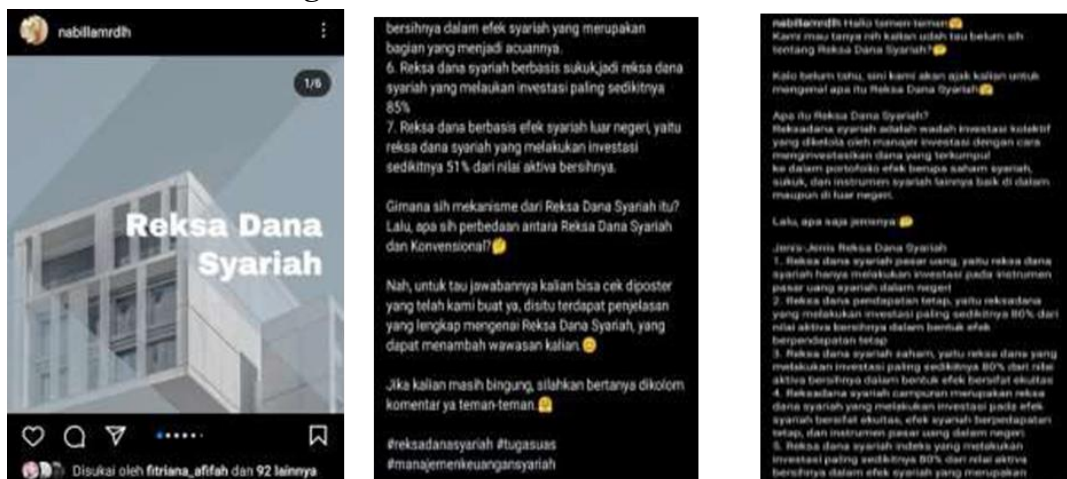 nabillamrdlh
1/6
Reksa Dana
Syariah
Disukai oleh fitriana_afifah dan 92 lainnya
bersihnya dalam efek syariah yang merupakan
bagian yang menjadi acuannya.
6. Reksa dana syariah berbasis sukuk,jadi reksa dana
syariah yang melaukan investasi paling sedikitnya
85%
7. Reksa dana berbasis efek syariah luar negeri, yaitu
reksa dana syariah yang melakukan investasi
sedikitnya 51% dari nilai aktiva bersihnya.
Gimana sih mekanisme dari Reksa Dana Syariah itu?
Lalu, apa sih perbedaan antara Reksa Dana Syariah
dan Konvensional?🤔
Nah, untuk tau jawabannya kalian bisa cek diposter
yang telah kami buat ya, disitu terdapat penjelasan
yang lengkap mengenai Reksa Dana Syariah, yang
dapat menambah wawasan kalian.😊
Jika kalian masih bingung, silahkan bertanya dikolom
komentar ya teman-teman.🤗
#reksadanasyariah #tugasuas
#manajemenkeuangansyariah
nabillamrdlh Hallo temen temen🤗
Kami mau tanya nih kalian udah tau belum sih
tentang Reksa Dana Syariah?🤔
Kalo belum tahu, sini kami akan ajak kalian untuk
mengenal apa itu Reksa Dana Syariah🤗
Apa itu Reksa Dana Syariah?
Reksadana syariah adalah wadah investasi kolektif
yang dikelola oleh manajer investasi dengan cara
menginvestasikan dana yang terkumpul
ke dalam portofolio efek berupa saham syariah,
sukuk, dan instrumen syariah lainnya baik di dalam
maupun di luar negeri.
Lalu, apa saja jenisnya 🤔
Jenis-Jenis Reksa Dana Syariah
1. Reksa dana syariah pasar uang, yaitu reksa dana
syariah hanya melakukan investasi pada instrumen
pasar uang syariah dalam negeri
2. Reksa dana pendapatan tetap, yaitu reksadana
yang melakukan investasi paling sedikitnya 80% dari
nilai aktiva bersihnya dalam bentuk efek
berpendapatan tetap
3. Reksa dana syariah saham, yaitu reksa dana yang
melakukan investasi paling sedikitnya 80% dari nilai
aktiva bersihnya dalam bentuk efek bersifat ekuitas
4. Reksadana syariah campuran merupakan reksa
dana syariah yang melakukan investasi pada efek
syariah bersifat ekuitas, efek syariah berpedapatan
tetap, dan instrumen pasar uang dalam negeri
5. Reksa dana syariah indeks yang melakukan
investasi paling sedikitnya 80% dari nilai aktiva
bersihnya dalam efek syariah yang merupakan